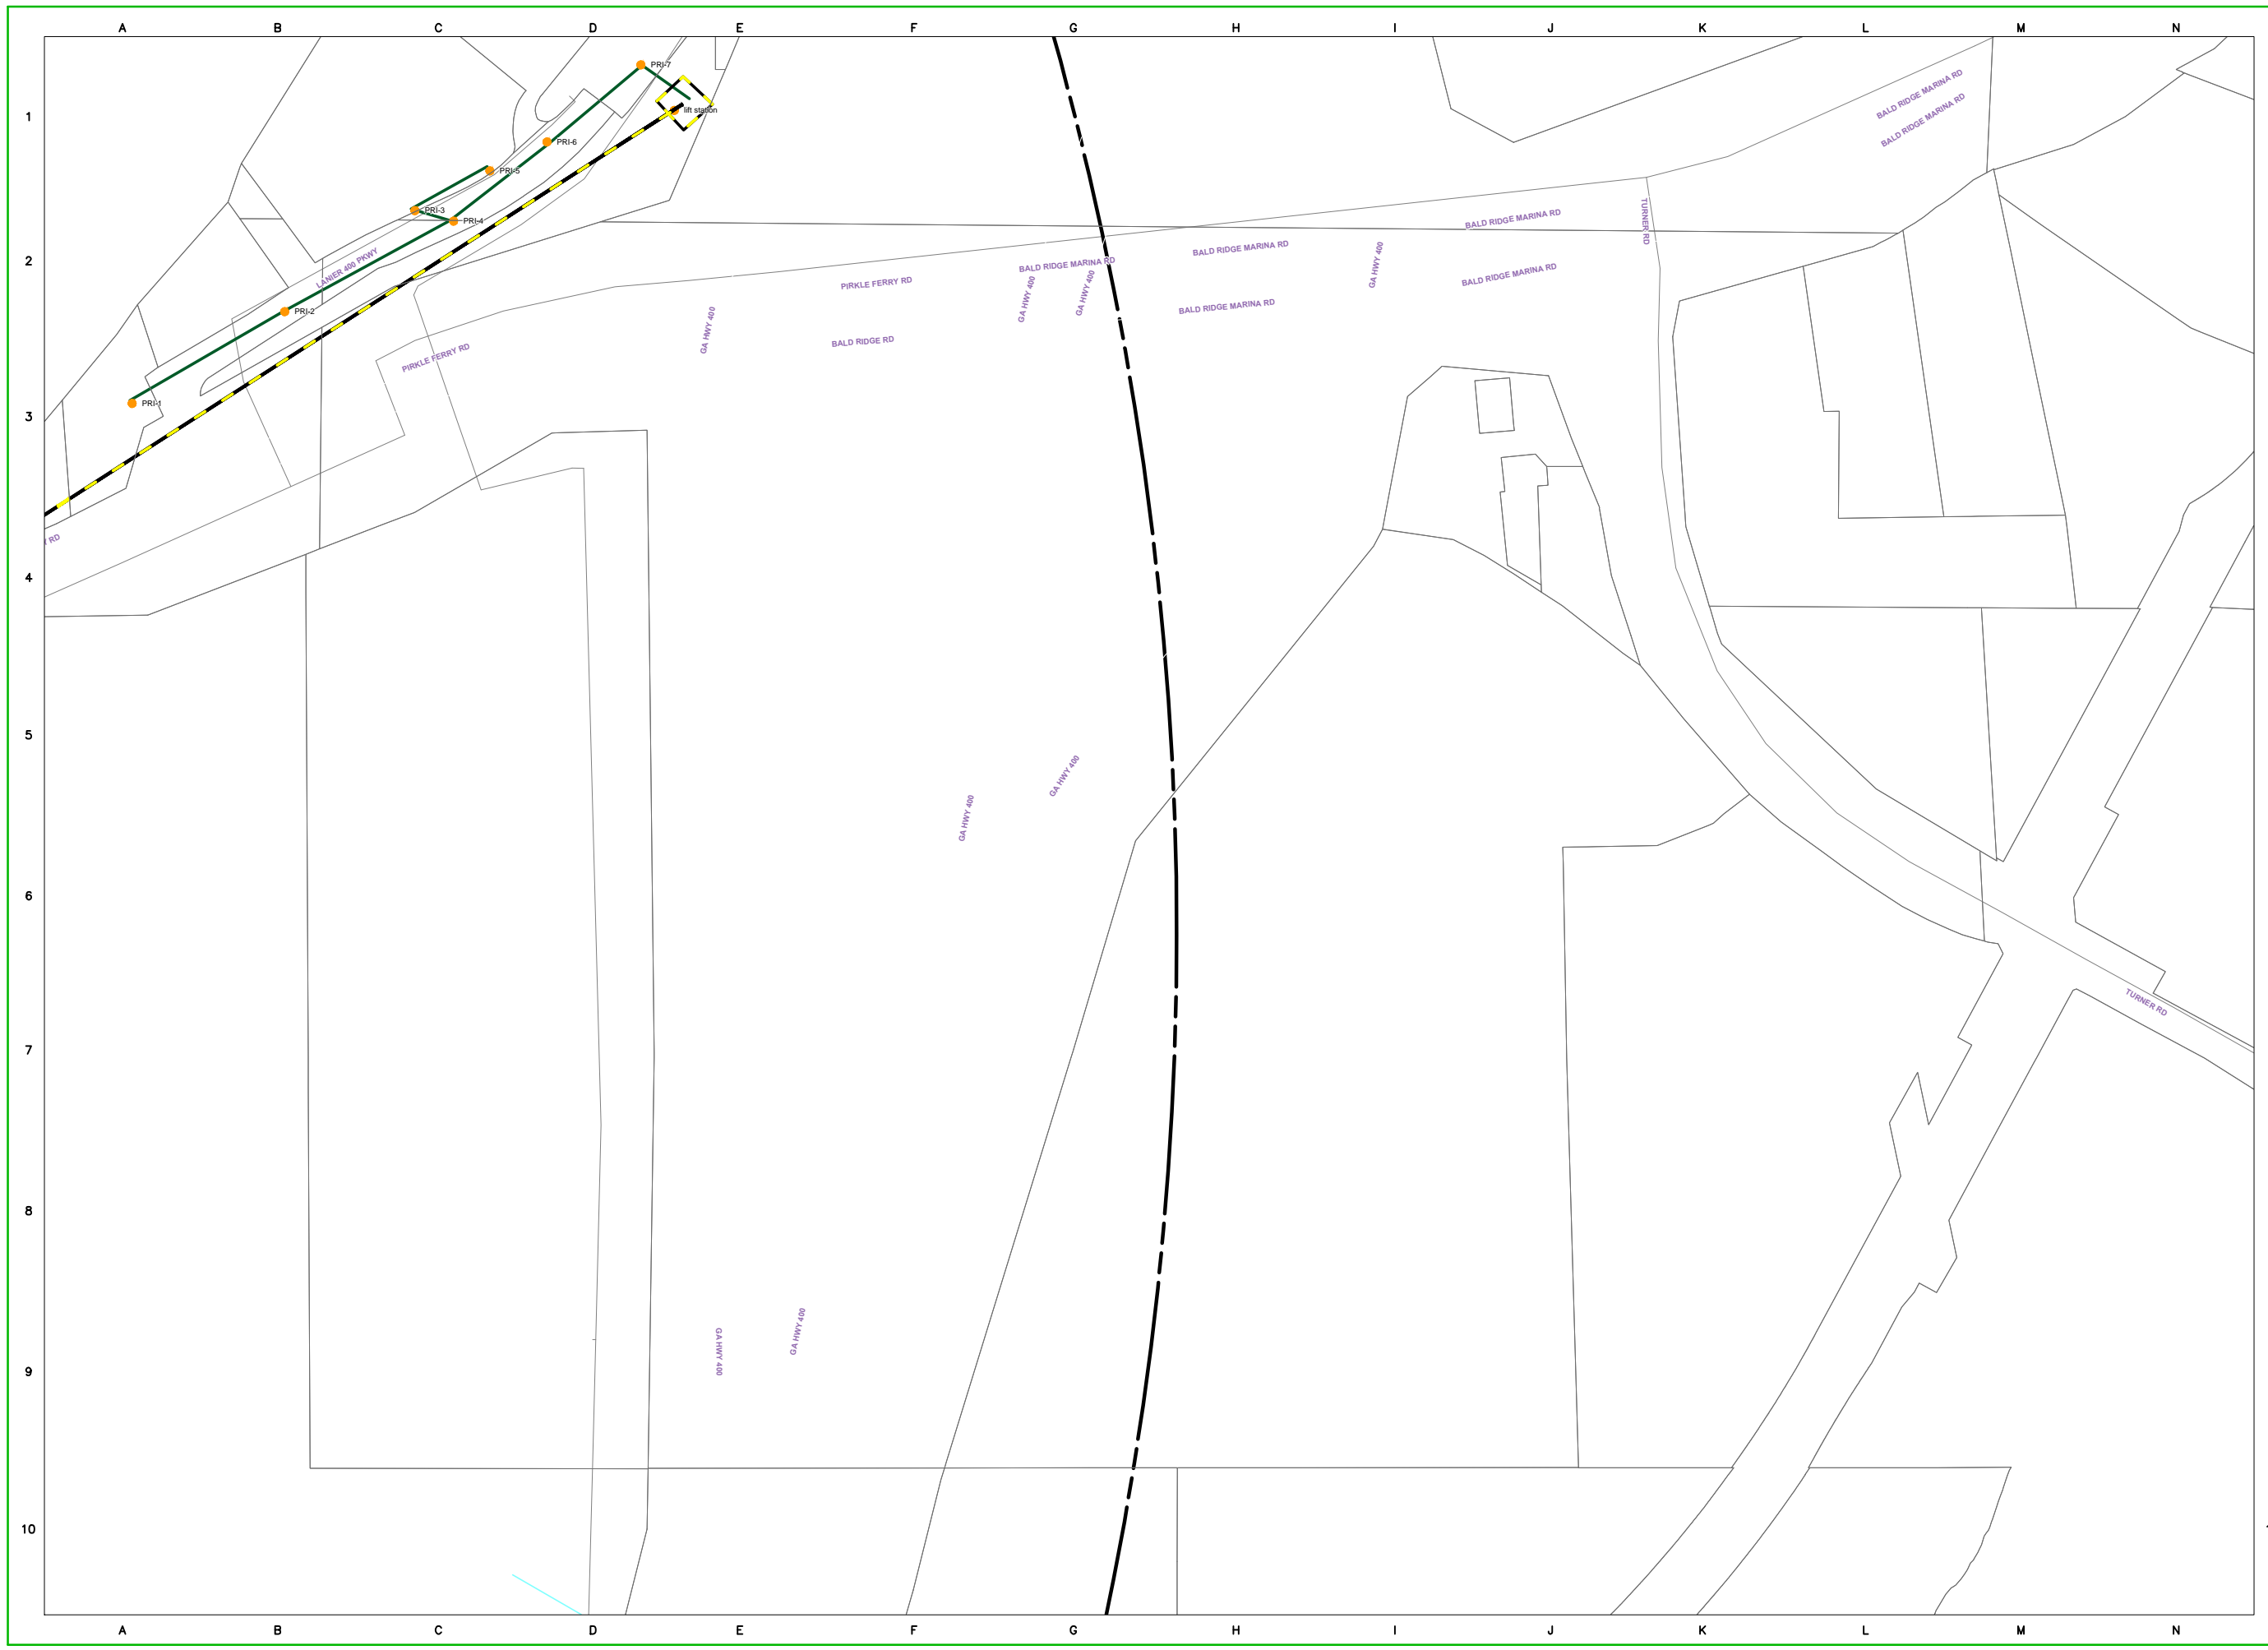 A B C D E F G H I J K L M N
PRI-7
lift station
1
BALD RIDGE MARINA RD
BALD RIDGE MARINA RD
PRI-6
PRI-5
PRI-3
PRI-4
TURNER RD
BALD RIDGE MARINA RD
2
LANIER 400 PKWY
BALD RIDGE MARINA RD
BALD RIDGE MARINA RD
GA HWY 400
BALD RIDGE MARINA RD
PIRKLE FERRY RD
GA HWY 400
GA HWY 400
BALD RIDGE MARINA RD
PRI-2
GA HWY 400
BALD RIDGE RD
PIRKLE FERRY RD
PRI-1
3
RD
4
5
GA HWY 400
GA HWY 400
6
TURNER RD
7
8
GA HWY 400
GA HWY 400
9
10
A B C D E F G H I J K L M N